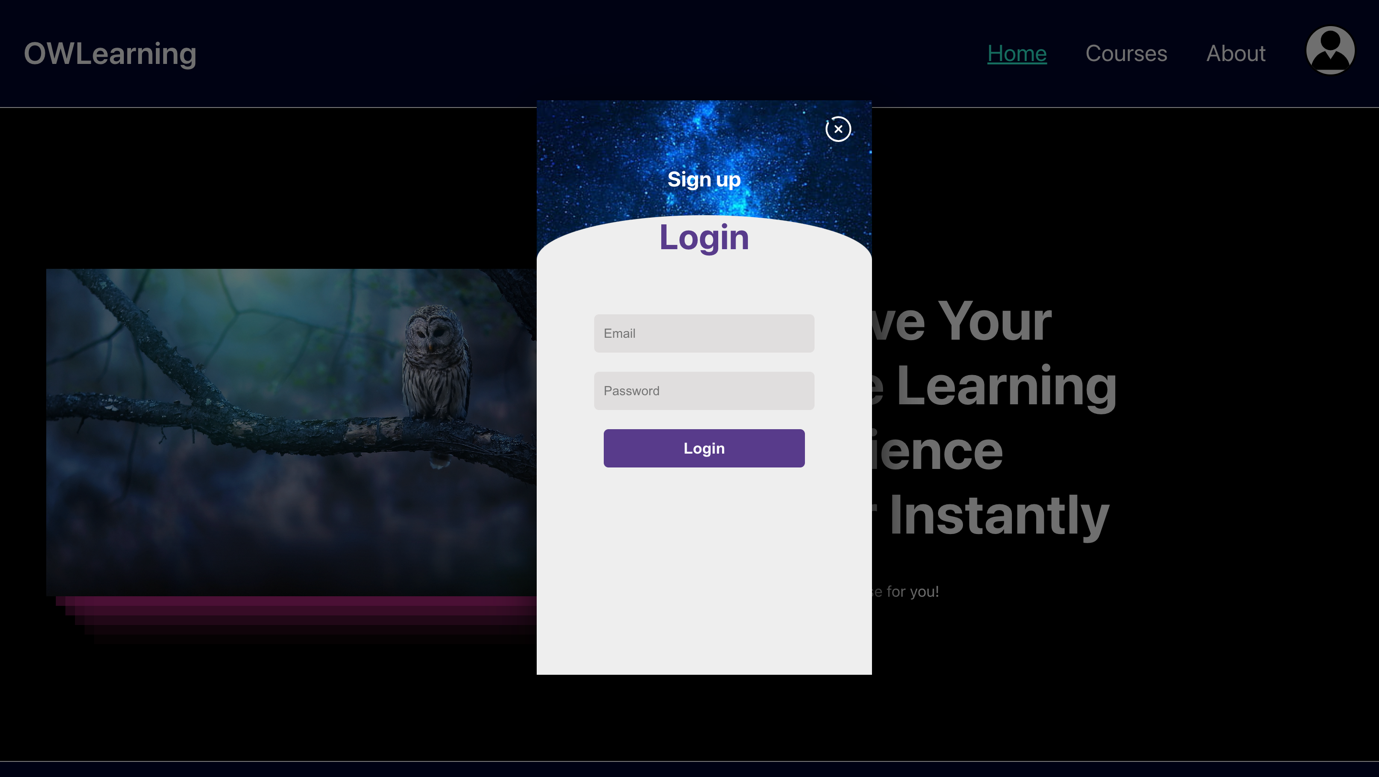 OWLearning
Home
Courses
About
Sign up
Login
Email
Password
Login
ve Your
Learning
ience
Instantly
for you!